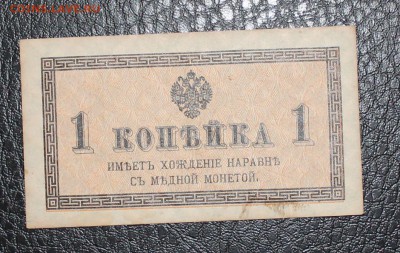 1 КОПѢЙКА 1
ИМѢЕТЪ ХОЖДЕНІЕ НАРАВНѢ
СЪ МѢДНОЙ МОНЕТОЙ.